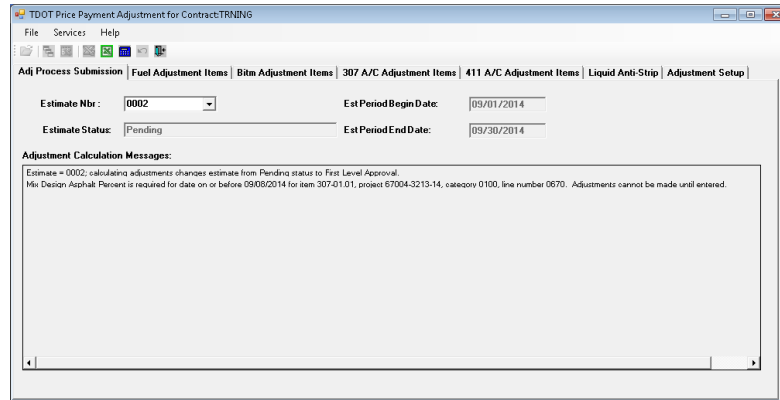 TDOT Price Payment Adjustment for Contract:TRNING
File Services Help
Adj Process Submission Fuel Adjustment Items Bitm Adjustment Items 307 A/C Adjustment Items 411 A/C Adjustment Items Liquid Anti-Strip Adjustment Setup
Estimate Nbr : 0002 Est Period Begin Date: 09/01/2014
Estimate Status: Pending Est Period End Date: 09/30/2014
Adjustment Calculation Messages:
Estimate = 0002; calculating adjustments changes estimate from Pending status to First Level Approval.
Mix Design Asphalt Percent is required for date on or before 09/08/2014 for item 307-01.01, project 67004-3213-14, category 0100, line number 0670. Adjustments cannot be made until entered.